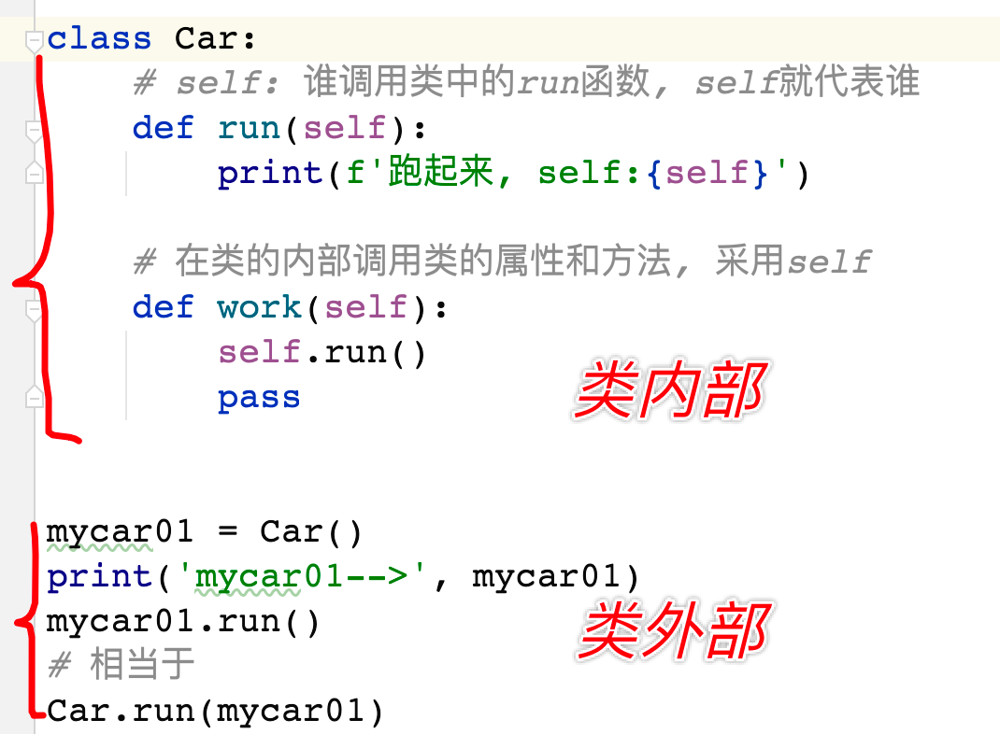 class Car:
# self: 谁调用类中的run函数, self就代表谁
def run(self):
print(f'跑起来, self:{self}')
# 在类的内部调用类的属性和方法, 采用self
def work(self):
self.run()
pass
类内部
mycar01 = Car()
print('mycar01-->', mycar01)
mycar01.run()
类外部
# 相当于
Car.run(mycar01)